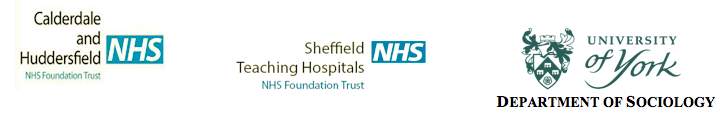 Calderdale
and
Huddersfield NHS
NHS Foundation Trust
Sheffield
Teaching Hospitals NHS
NHS Foundation Trust
UNIVERSITY
of York
DEPARTMENT OF SOCIOLOGY